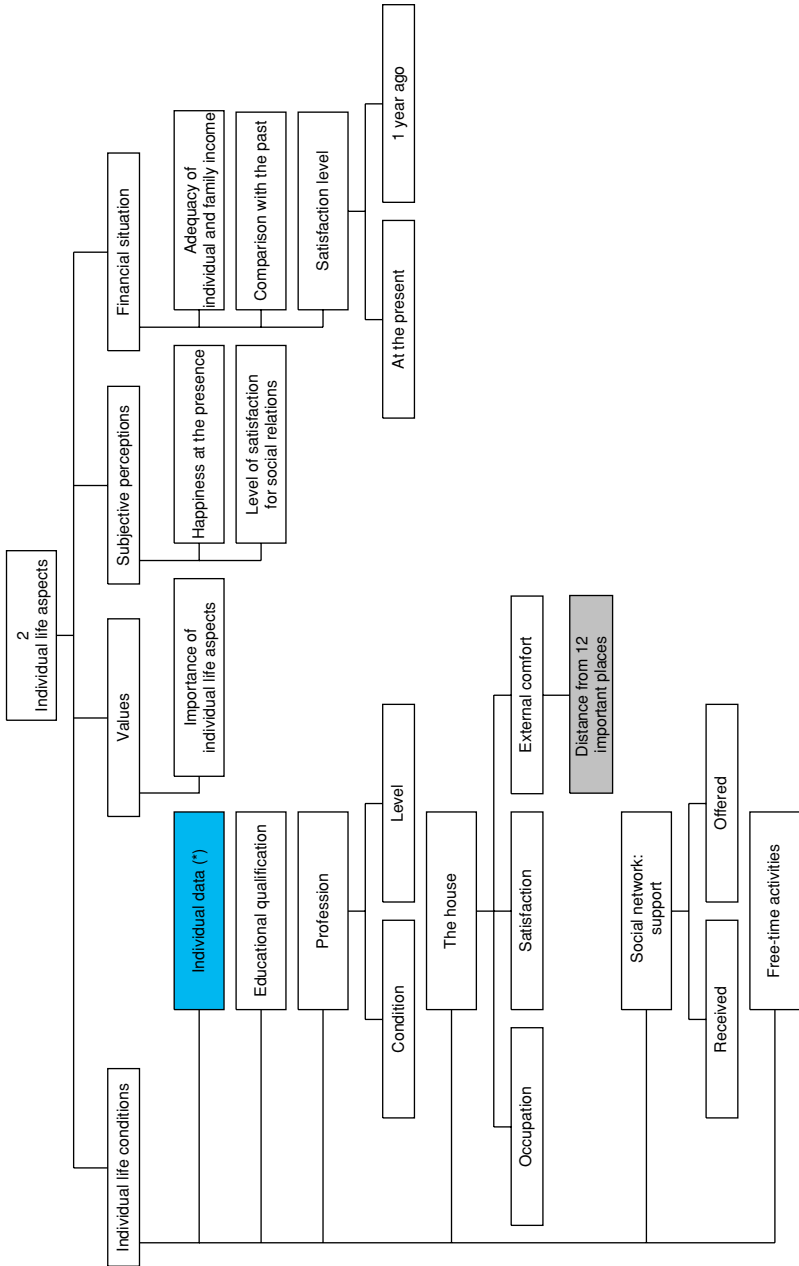 2
Individual life aspects
Individual life conditions
Values
Subjective perceptions
Financial situation
Individual data (*)
Educational qualification
Profession
Condition
Level
The house
Occupation
Satisfaction
External comfort
Distance from 12
important places
Social network:
support
Received
Offered
Free-time activities
Importance of
individual life aspects
Happiness at the presence
Level of satisfaction
for social relations
Adequacy of
individual and family income
Comparison with the past
Satisfaction level
At the present
1 year ago